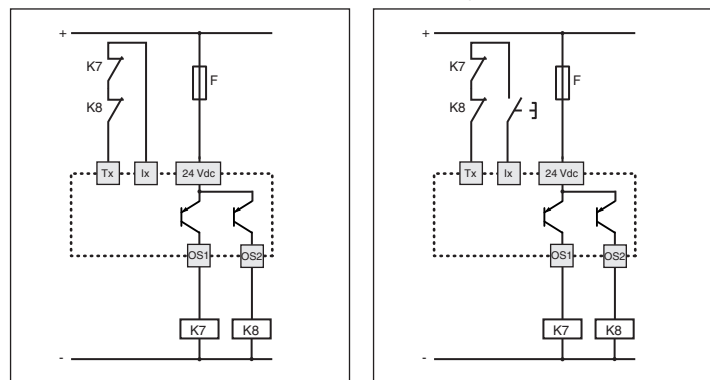 +
K7
K8
F
Tx
Ix
24 Vdc
OS1
OS2
K7
K8
-
+
K7
K8
F
Tx
Ix
24 Vdc
OS1
OS2
K7
K8
-